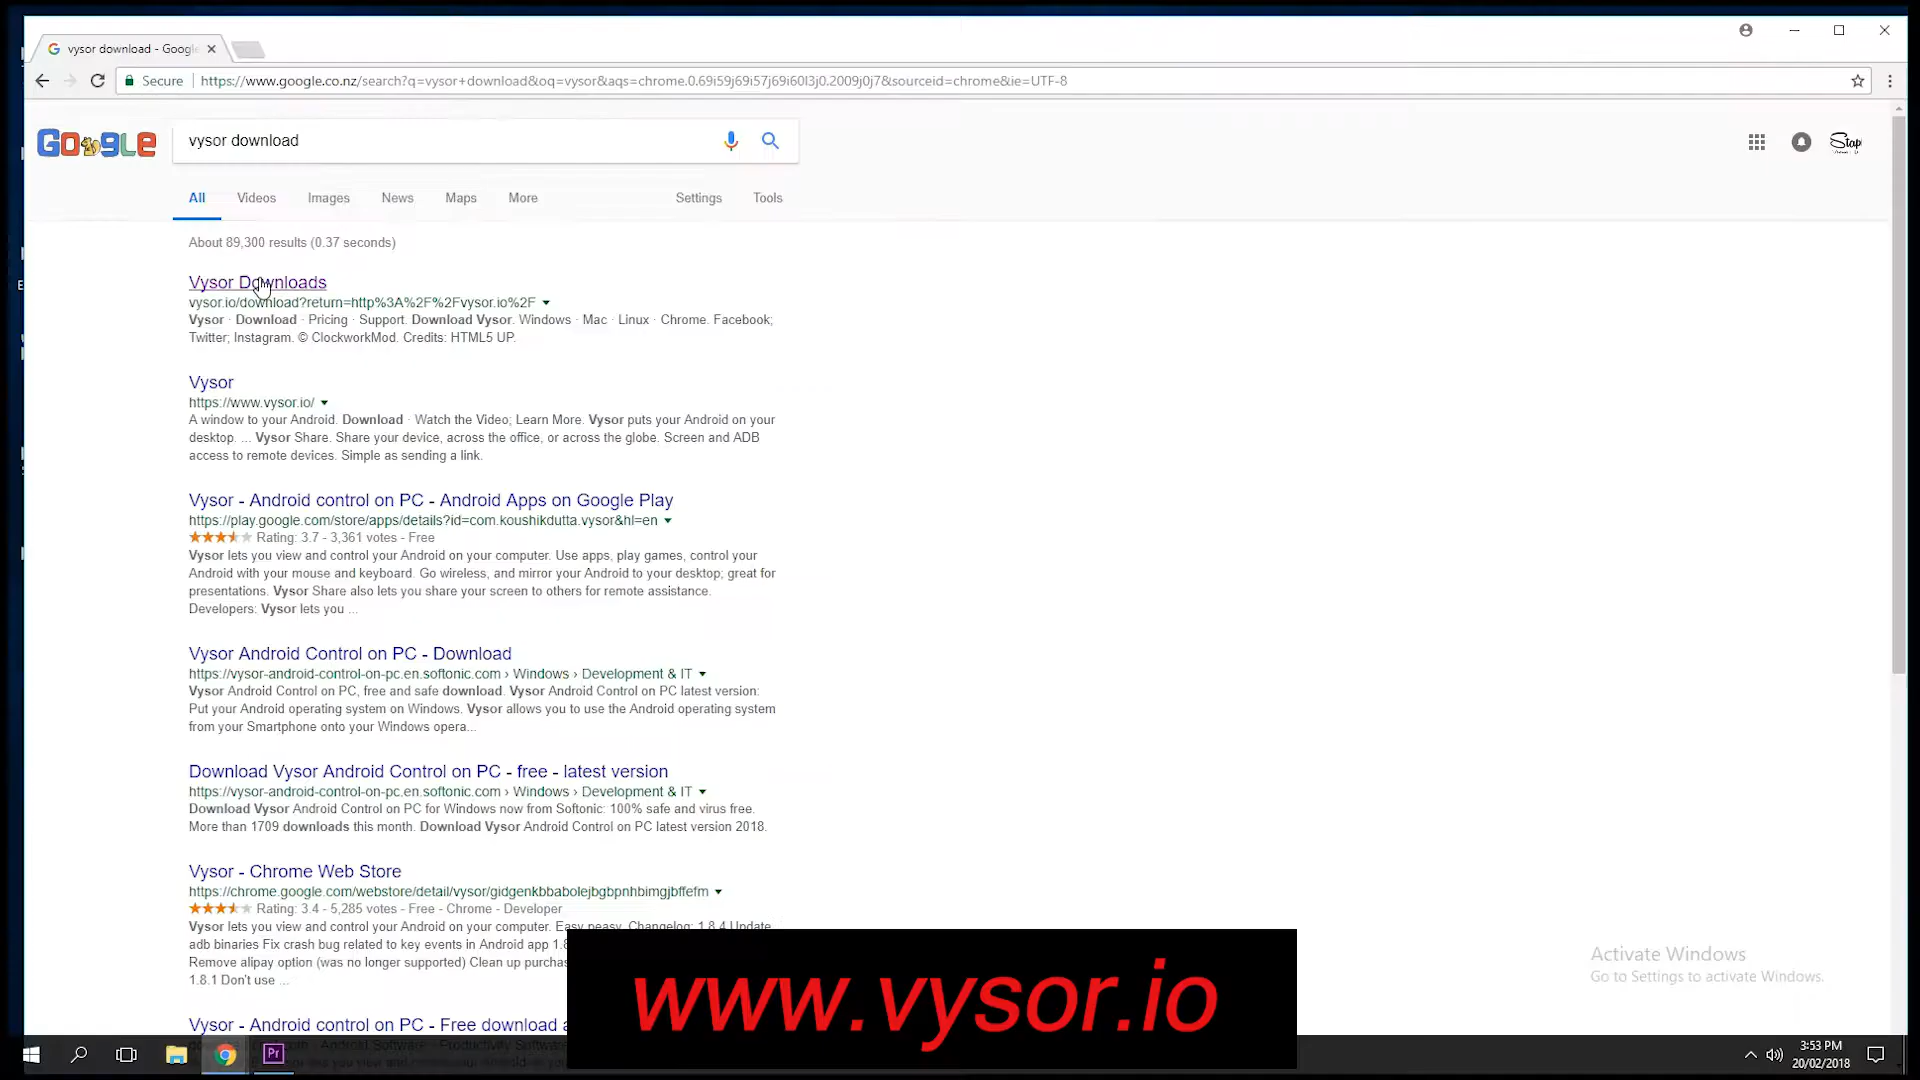 vysor download - Google
Secure
https://www.google.co.nz/search?q=vysor+download&oq=vysor&aqs=chrome.0.69i59j69i57j69i60l3j0.2009j0j7&sourceid=chrome&ie=UTF-8
Google
vysor download
Stap
All Videos Images News Maps More Settings Tools
About 89,300 results (0.37 seconds)
Vysor Downloads
vysor.io/download?return=http%3A%2F%2Fvysor.io%2F
Vysor · Download · Pricing · Support. Download Vysor. Windows · Mac · Linux · Chrome. Facebook;
Twitter; Instagram. © ClockworkMod. Credits: HTML5 UP.
Vysor
https://www.vysor.io/
A window to your Android. Download · Watch the Video; Learn More. Vysor puts your Android on your
desktop. ... Vysor Share. Share your device, across the office, or across the globe. Screen and ADB
access to remote devices. Simple as sending a link.
Vysor - Android control on PC - Android Apps on Google Play
https://play.google.com/store/apps/details?id=com.koushikdutta.vysor&hl=en
Rating: 3.7 - 3,361 votes - Free
Vysor lets you view and control your Android on your computer. Use apps, play games, control your
Android with your mouse and keyboard. Go wireless, and mirror your Android to your desktop; great for
presentations. Vysor Share also lets you share your screen to others for remote assistance.
Developers: Vysor lets you ...
Vysor Android Control on PC - Download
https://vysor-android-control-on-pc.en.softonic.com › Windows › Development & IT
Vysor Android Control on PC, free and safe download. Vysor Android Control on PC latest version:
Put your Android operating system on Windows. Vysor allows you to use the Android operating system
from your Smartphone onto your Windows opera...
Download Vysor Android Control on PC - free - latest version
https://vysor-android-control-on-pc.en.softonic.com › Windows › Development & IT
Download Vysor Android Control on PC for Windows now from Softonic: 100% safe and virus free.
More than 1709 downloads this month. Download Vysor Android Control on PC latest version 2018.
Vysor - Chrome Web Store
https://chrome.google.com/webstore/detail/vysor/gidgenkbbabolejbgbpnhbimgjbffefm
Rating: 3.4 - 5,285 votes - Free - Chrome - Developer
Vysor lets you view and control your Android on your computer. Easy peasy. Changelog: 1.8.4 Update
adb binaries Fix crash bug related to key events in Android app 1.8
Remove alipay option (was no longer supported) Clean up purchas
1.8.1 Don't use ...
Activate Windows
Go to Settings to activate Windows.
www.vysor.io
Vysor - Android control on PC - Free download a
Pr
3:53 PM
20/02/2018